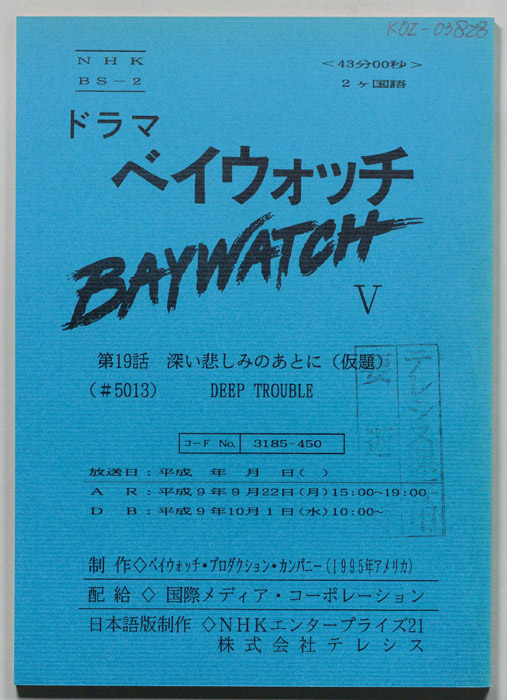 KOZ-03828
NHK
BS-2
<43分00秒>
2ヶ国語
ドラマ
ベイウォッチ
BAYWATCH
V
第19話 深い悲しみのあとに(仮題)
(#5013) DEEP TROUBLE
コード No. 3185-450
放送日:平成 年 月 日( )
A R:平成9年9月22日(月)15:00~19:00
D B:平成9年10月1日(水)10:00~
制作◇ベイウォッチ・プロダクション・カンパニー(1995年アメリカ)
配給◇国際メディア・コーポレーション
日本語版制作◇NHKエンタープライズ21
株式会社テレシス